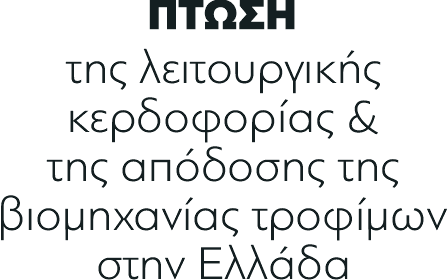 ΠΤΩΣΗ
της λειτουργικής
κερδοφορίας &
της απόδοσης της
βιομηχανίας τροφίμων
στην Ελλάδα